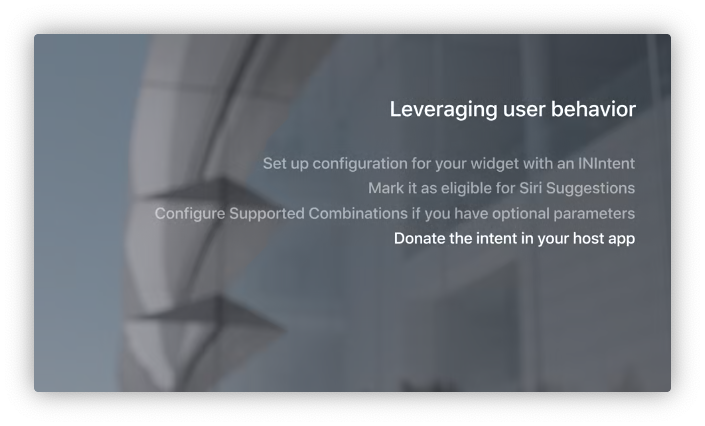 Leveraging user behavior
Set up configuration for your widget with an INIntent
Mark it as eligible for Siri Suggestions
Configure Supported Combinations if you have optional parameters
Donate the intent in your host app